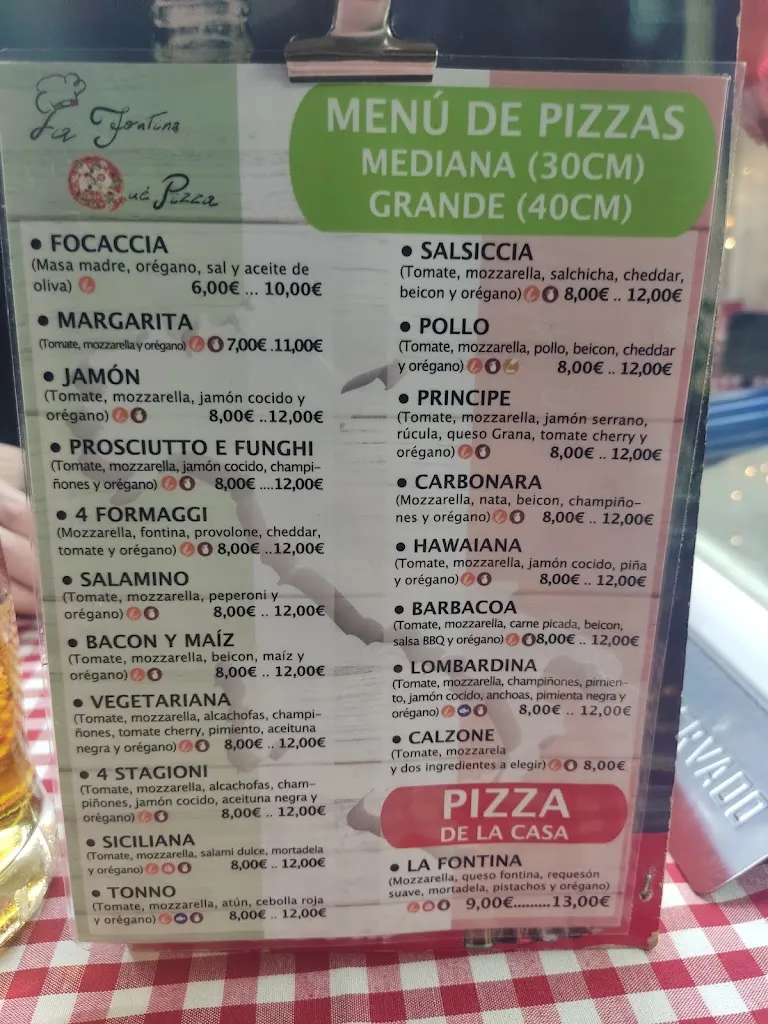 La Fontina
Qué Pizza
MENÚ DE PIZZAS
MEDIANA (30CM)
GRANDE (40CM)
• FOCACCIA
(Masa madre, orégano, sal y aceite de
oliva) 6,00€ ... 10,00€
• MARGARITA
(Tomate, mozzarella y orégano) 7,00€ .11,00€
• JAMÓN
(Tomate, mozzarella, jamón cocido y
orégano) 8,00€ ..12,00€
• PROSCIUTTO E FUNGHI
(Tomate, mozzarella, jamón cocido, champi-
ñones y orégano) 8,00€ ....12,00€
• 4 FORMAGGI
(Mozzarella, fontina, provolone, cheddar,
tomate y orégano) 8,00€ ..12,00€
• SALAMINO
(Tomate, mozzarella, peperoni y
orégano) 8,00€ .. 12,00€
• BACON Y MAÍZ
(Tomate, mozzarella, beicon, maíz y
orégano) 8,00€ .. 12,00€
• VEGETARIANA
(Tomate, mozzarella, alcachofas, champi-
ñones, tomate cherry, pimiento, aceituna
negra y orégano) 8,00€ .. 12,00€
• 4 STAGIONI
(Tomate, mozzarella, alcachofas, cham-
piñones, jamón cocido, aceituna negra y
orégano) 8,00€ .. 12,00€
• SICILIANA
(Tomate, mozzarella, salami dulce, mortadela
y orégano) 8,00€ .. 12,00€
• TONNO
(Tomate, mozzarella, atún, cebolla roja
y orégano) 8,00€ .. 12,00€
• SALSICCIA
(Tomate, mozzarella, salchicha, cheddar,
beicon y orégano) 8,00€ .. 12,00€
• POLLO
(Tomate, mozzarella, pollo, beicon, cheddar
y orégano) 8,00€ .. 12,00€
• PRINCIPE
(Tomate, mozzarella, jamón serrano,
rúcula, queso Grana, tomate cherry y
orégano) 8,00€ .. 12,00€
• CARBONARA
(Mozzarella, nata, beicon, champiño-
nes y orégano) 8,00€ .. 12,00€
• HAWAIANA
(Tomate, mozzarella, jamón cocido, piña
y orégano) 8,00€ .. 12,00€
• BARBACOA
(Tomate, mozzarella, carne picada, beicon,
salsa BBQ y orégano) 8,00€ .. 12,00€
• LOMBARDINA
(Tomate, mozzarella, champiñones, pimien-
to, jamón cocido, anchoas, pimienta negra y
orégano) 8,00€ .. 12,00€
• CALZONE
(Tomate, mozzarela
y dos ingredientes a elegir) 8,00€
PIZZA
DE LA CASA
• LA FONTINA
(Mozzarella, queso fontina, requesón
suave, mortadela, pistachos y orégano)
9,00€.........13,00€
RVADO